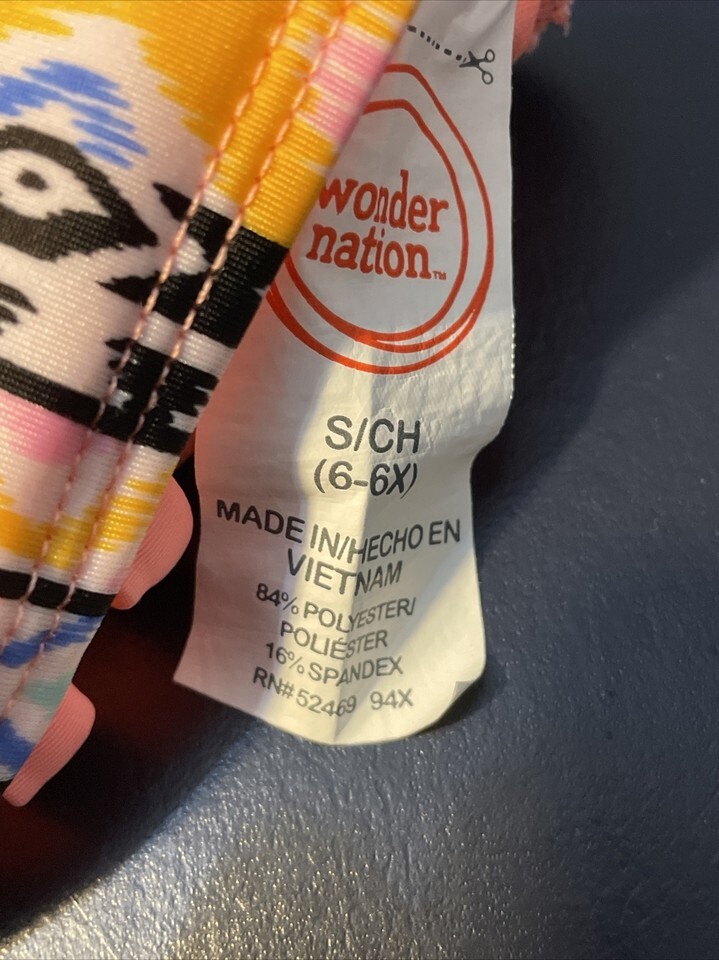 wonder
nation™
S/CH
(6-6X)
MADE IN/HECHO EN
VIETNAM
84% POLYESTER/
POLIÉSTER
16% SPANDEX
RN#52469 94X